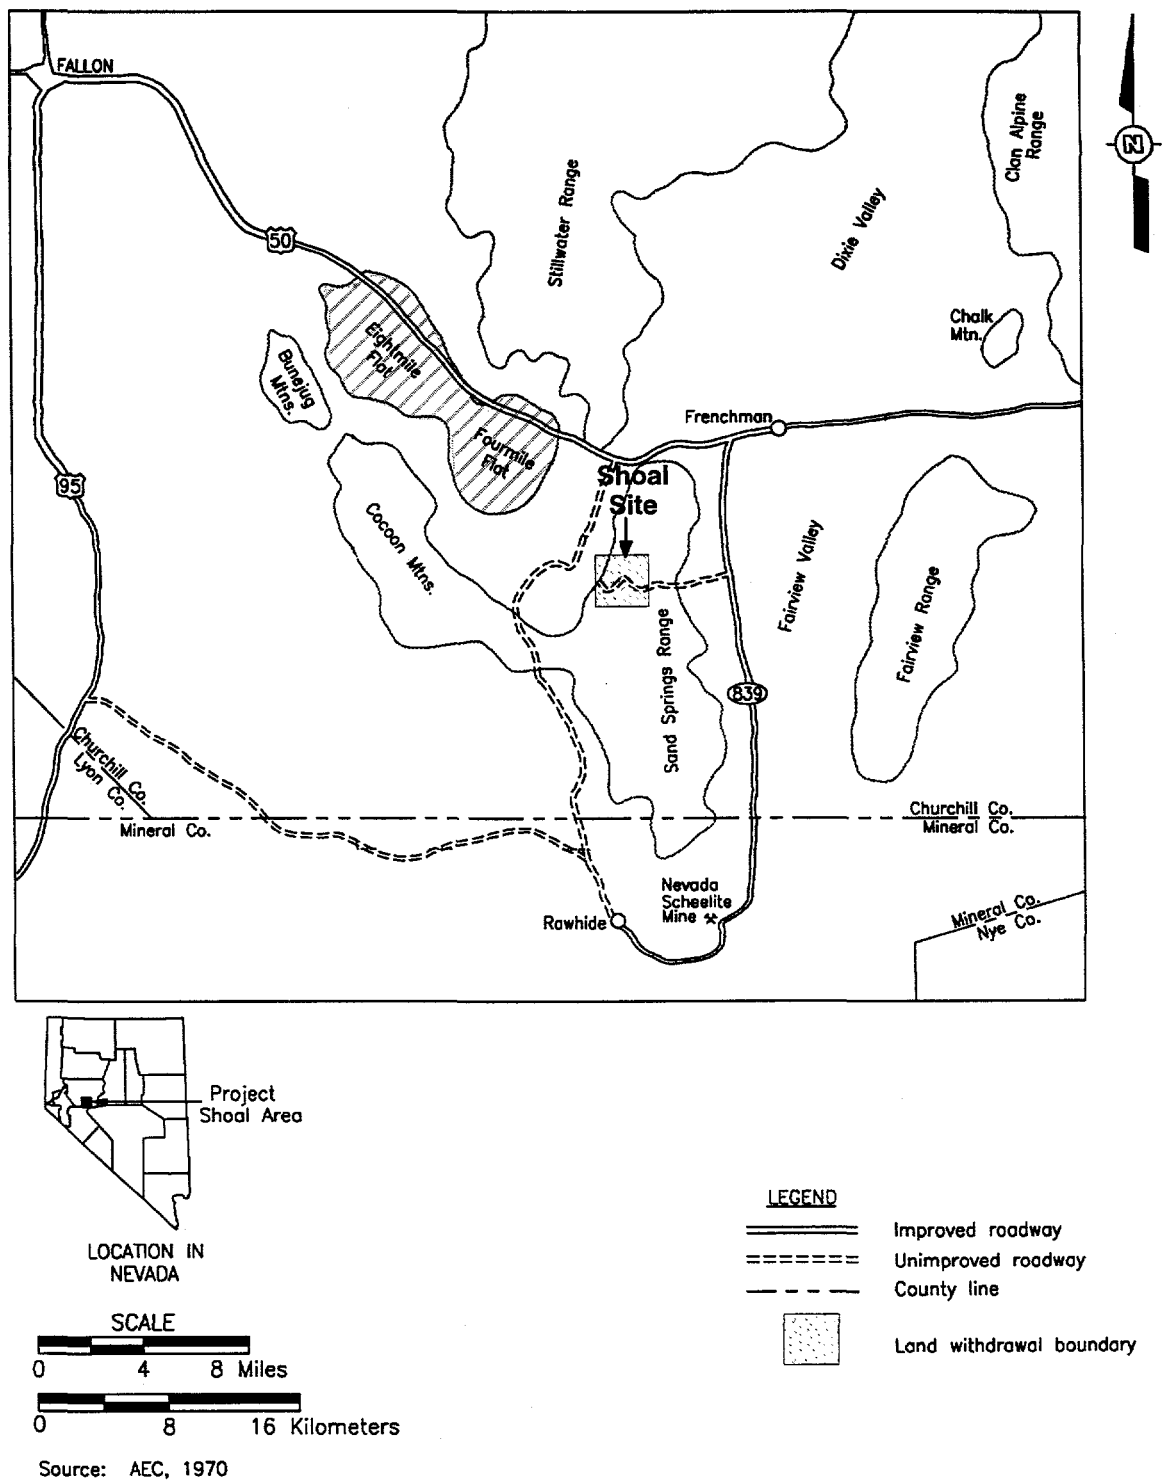 FALLON
Clan Alpine
Range
N
Stillwater Range
Dixie Valley
50
Chalk
Mtn.
Eightmile
Flat
Bunejug
Mtns.
Frenchman
Fourmile
Flat
Shoal
Site
95
Cocoon Mtns.
Fairview Valley
Fairview Range
Sand Springs Range
839
Churchill Co.
Lyon Co.
Mineral Co.
Churchill Co.
Mineral Co.
Nevada
Scheelite
Mine
Rawhide
Mineral Co.
Nye Co.
Project
Shoal Area
LOCATION IN
NEVADA
LEGEND
Improved roadway
Unimproved roadway
County line
Land withdrawal boundary
SCALE
0 4 8 Miles
0 8 16 Kilometers
Source: AEC, 1970